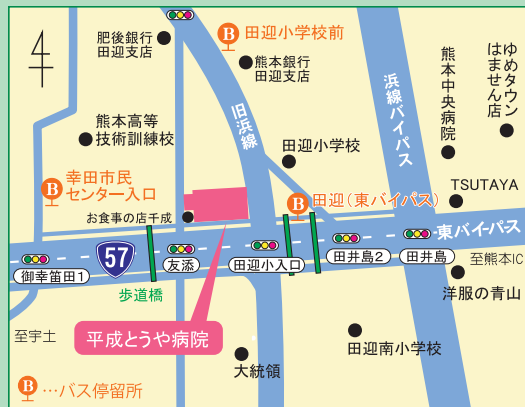 肥後銀行
田迎支店
B 田迎小学校前
熊本銀行
田迎支店
旧浜線
浜線バイパス
熊本中央病院
ゆめタウン
はません店
熊本高等
技術訓練校
田迎小学校
B 幸田市民
センター入口
お食事の店千成
B 田迎(東バイパス)
TSUTAYA
東バイパス
至熊本IC
57
御幸笛田1
友添
田迎小入口
田井島2
田井島
歩道橋
洋服の青山
至宇土
平成とうや病院
田迎南小学校
大統領
B …バス停留所